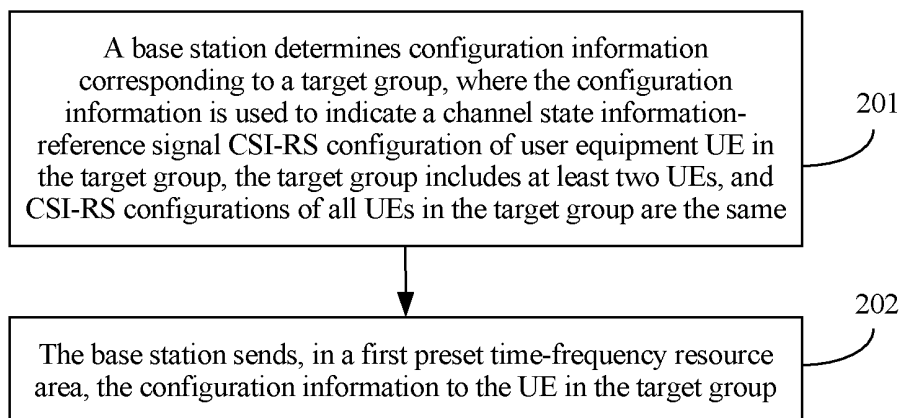 A base station determines configuration information
corresponding to a target group, where the configuration
information is used to indicate a channel state information-
reference signal CSI-RS configuration of user equipment UE in
the target group, the target group includes at least two UEs, and
CSI-RS configurations of all UEs in the target group are the same
201
The base station sends, in a first preset time-frequency resource
area, the configuration information to the UE in the target group
202